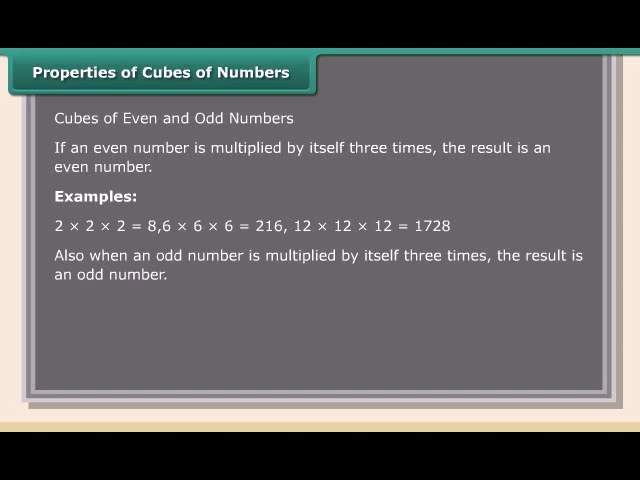 Properties of Cubes of Numbers
Cubes of Even and Odd Numbers
If an even number is multiplied by itself three times, the result is an
even number.
Examples:
2 × 2 × 2 = 8,6 × 6 × 6 = 216, 12 × 12 × 12 = 1728
Also when an odd number is multiplied by itself three times, the result is
an odd number.